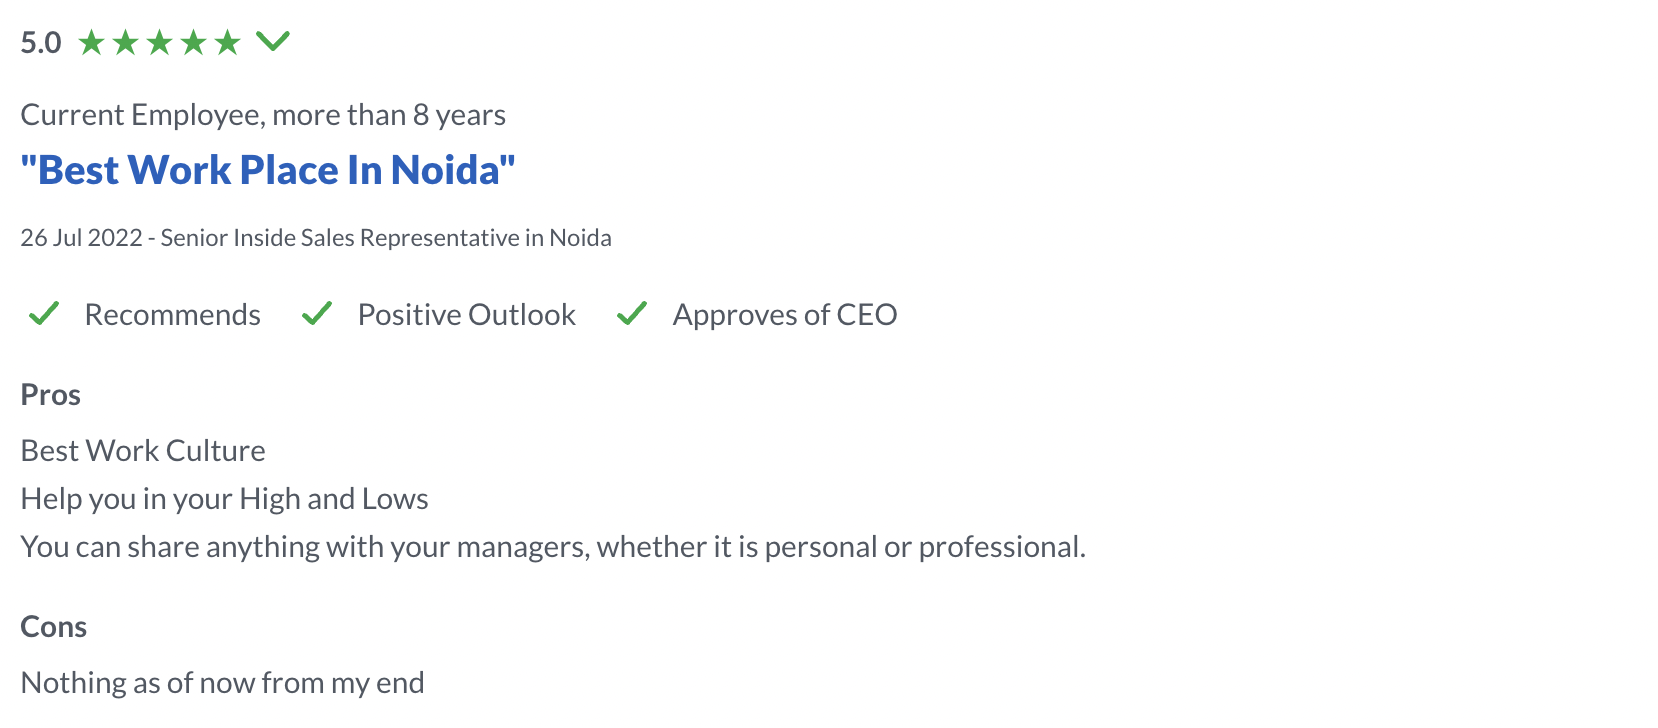 5.0
Current Employee, more than 8 years
"Best Work Place In Noida"
26 Jul 2022 - Senior Inside Sales Representative in Noida
Recommends Positive Outlook Approves of CEO
Pros
Best Work Culture
Help you in your High and Lows
You can share anything with your managers, whether it is personal or professional.
Cons
Nothing as of now from my end